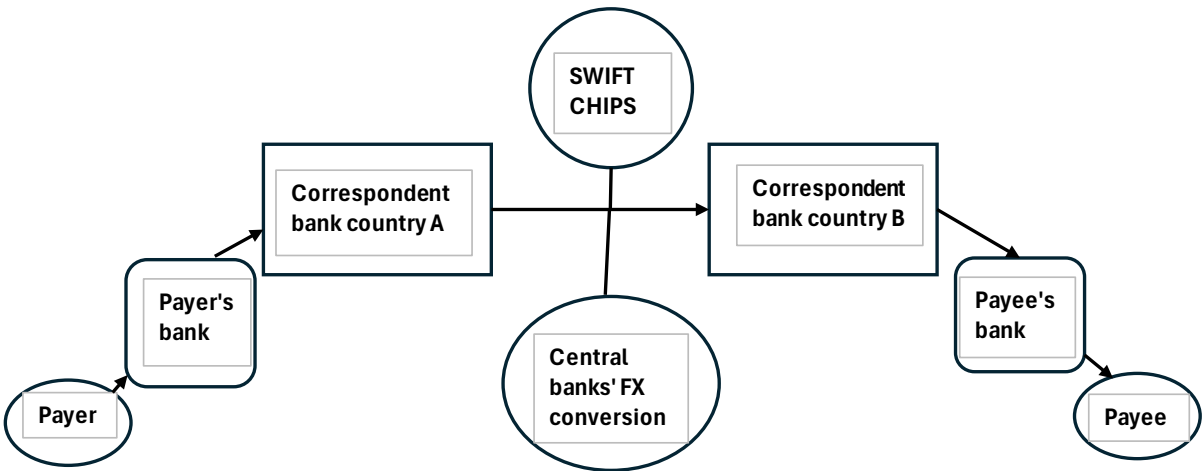 SWIFT
CHIPS
Correspondent
bank country A
Correspondent
bank country B
Payer's
bank
Payee's
bank
Central
banks' FX
conversion
Payer
Payee